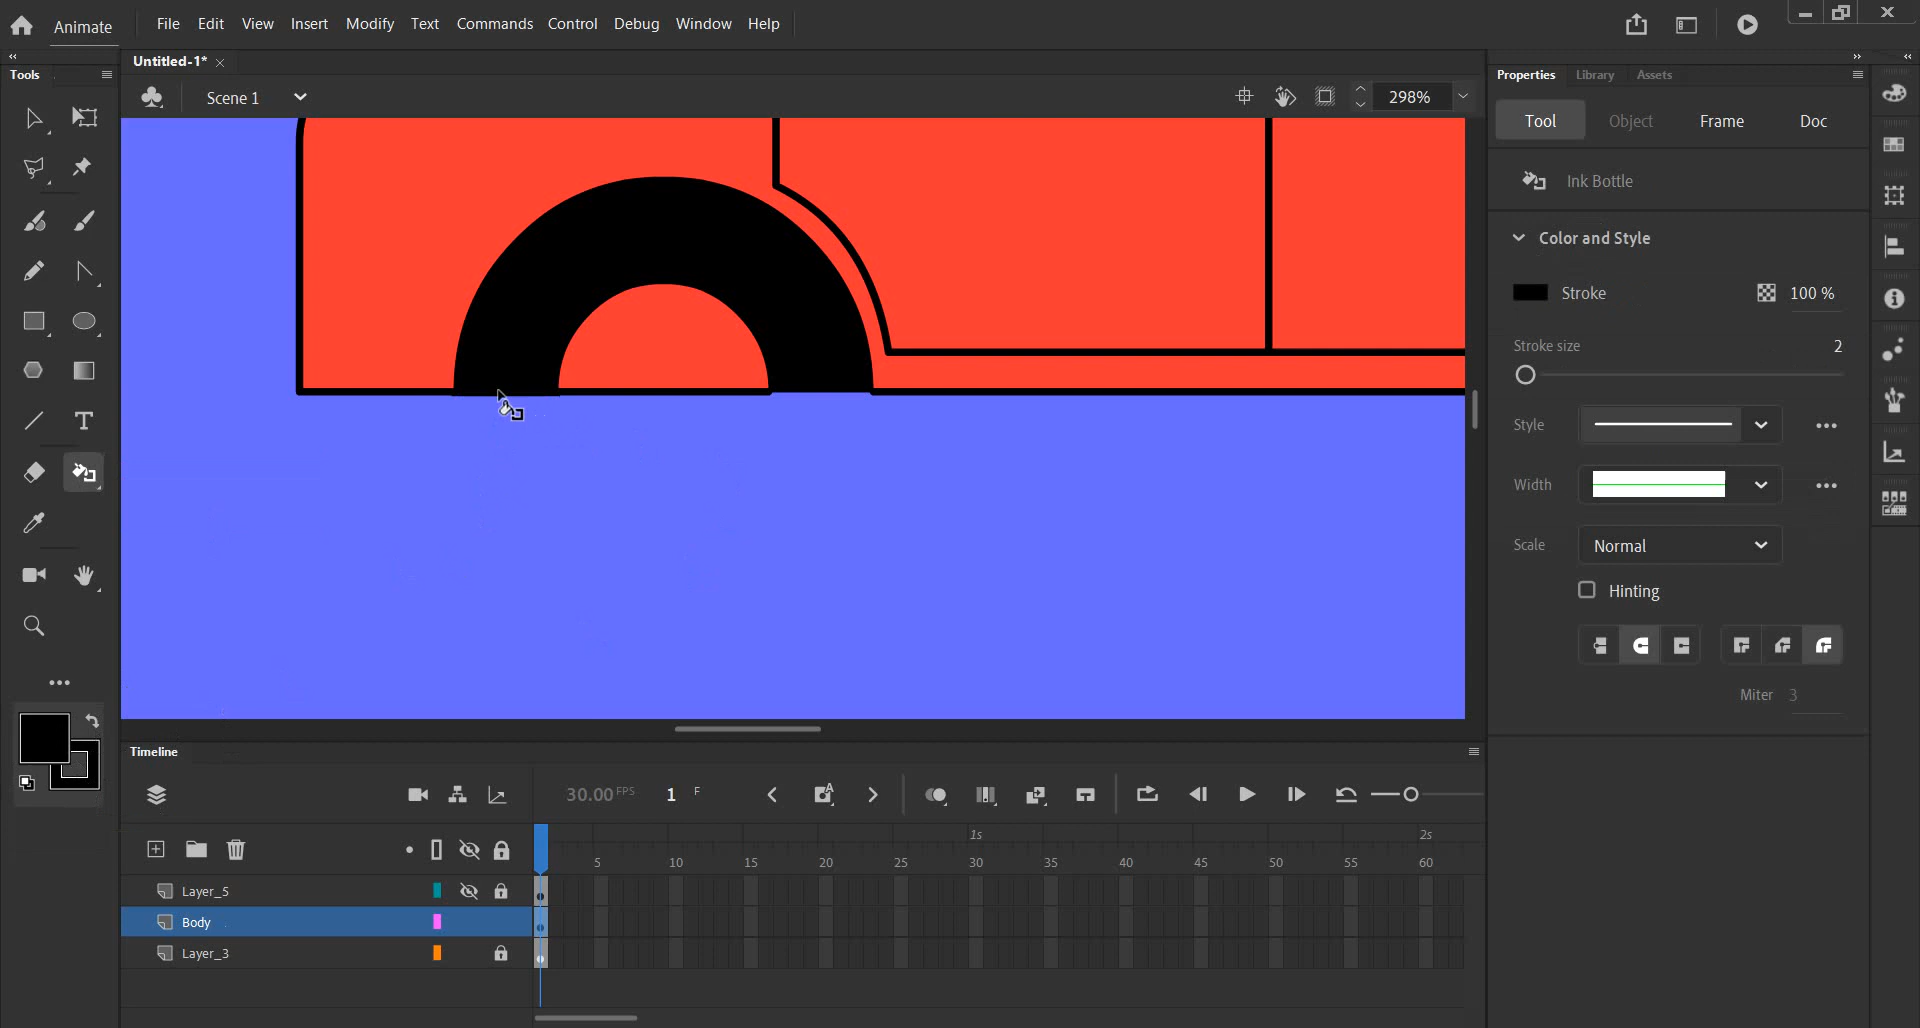 Animate File Edit View Insert Modify Text Commands Control Debug Window Help
Tools
Untitled-1*
Scene 1
298%
Properties Library Assets
Tool Object Frame Doc
Ink Bottle
Color and Style
Stroke 100 %
Stroke size 2
Style
Width
Scale Normal
Hinting
Miter 3
Timeline
30.00 FPS 1 F
1s 2s
5 10 15 20 25 30 35 40 45 50 55 60
Layer_5
Body
Layer_3